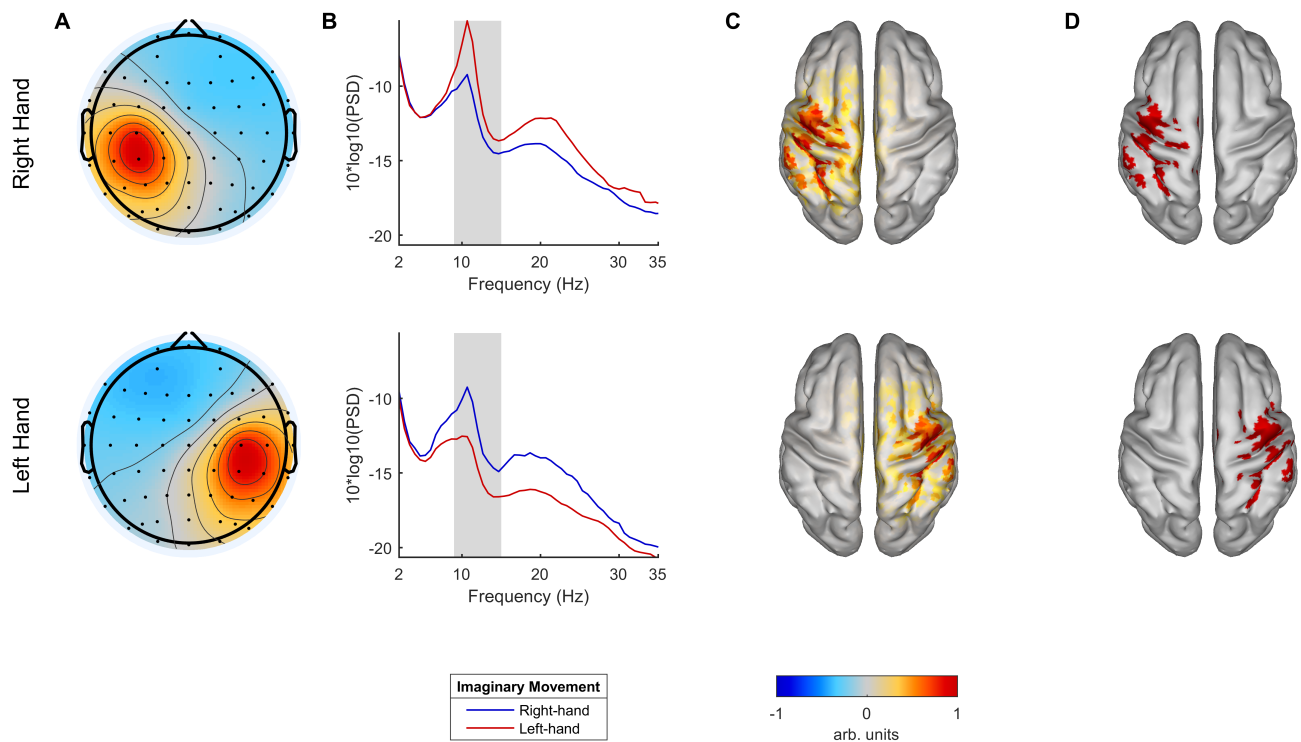 A B C D
Right Hand
10*log10(PSD)
-10
-15
-20
2 10 20 30 35
Frequency (Hz)
Left Hand
10*log10(PSD)
-10
-15
-20
2 10 20 30 35
Frequency (Hz)
Imaginary Movement
Right-hand
Left-hand
-1 0 1
arb. units